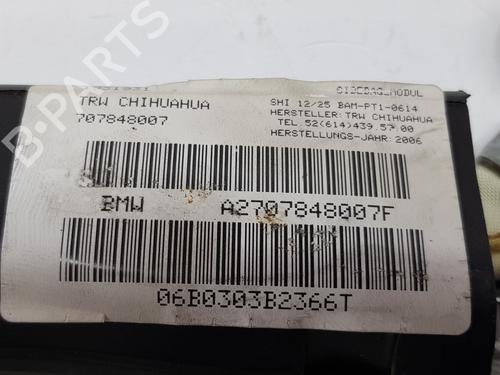 SIDEBAG_MODUL
TRW CHIHUAHUA
707848007
SHI 12/25 BAM-PT1-0614
HERSTELLER:TRW CHIHUAHUA
TEL.52(614)439.57.00
HERSTELLUNGS-JAHR:2006
BMW A2707848007F
06B0303B2366T
B-PARTS